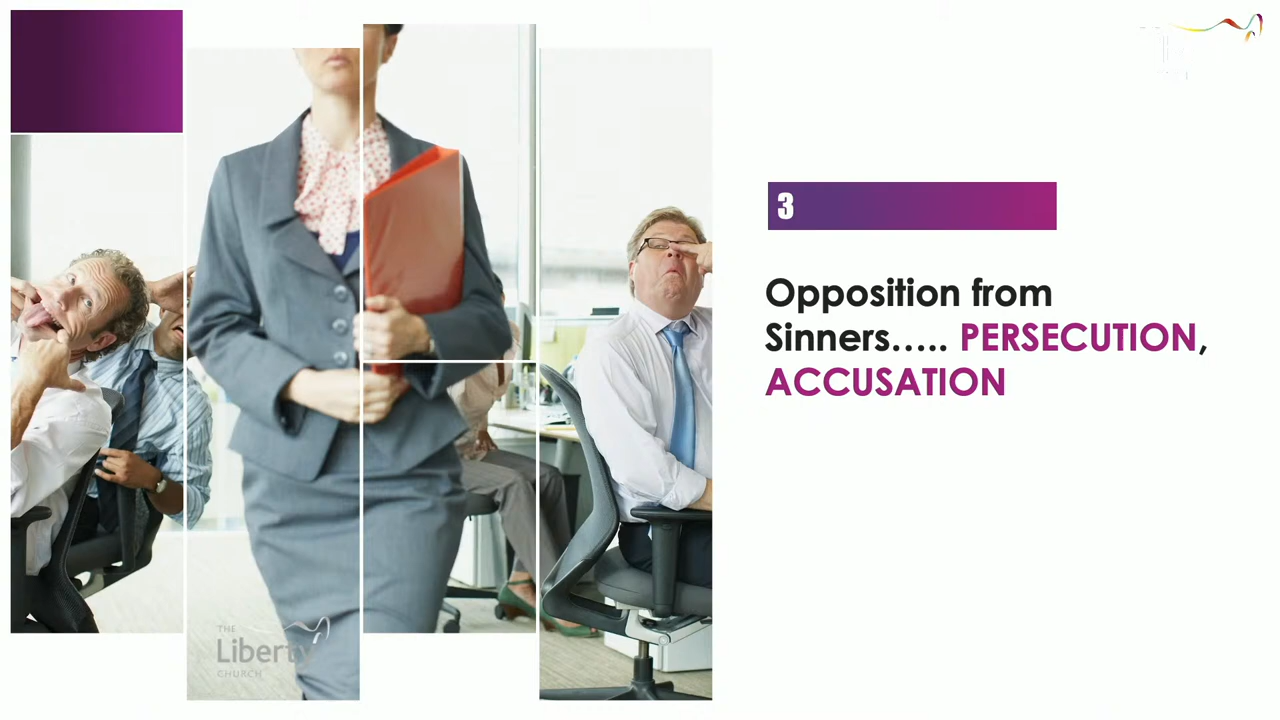 3
Opposition from
Sinners….. PERSECUTION,
ACCUSATION
THE
Liberty
CHURCH